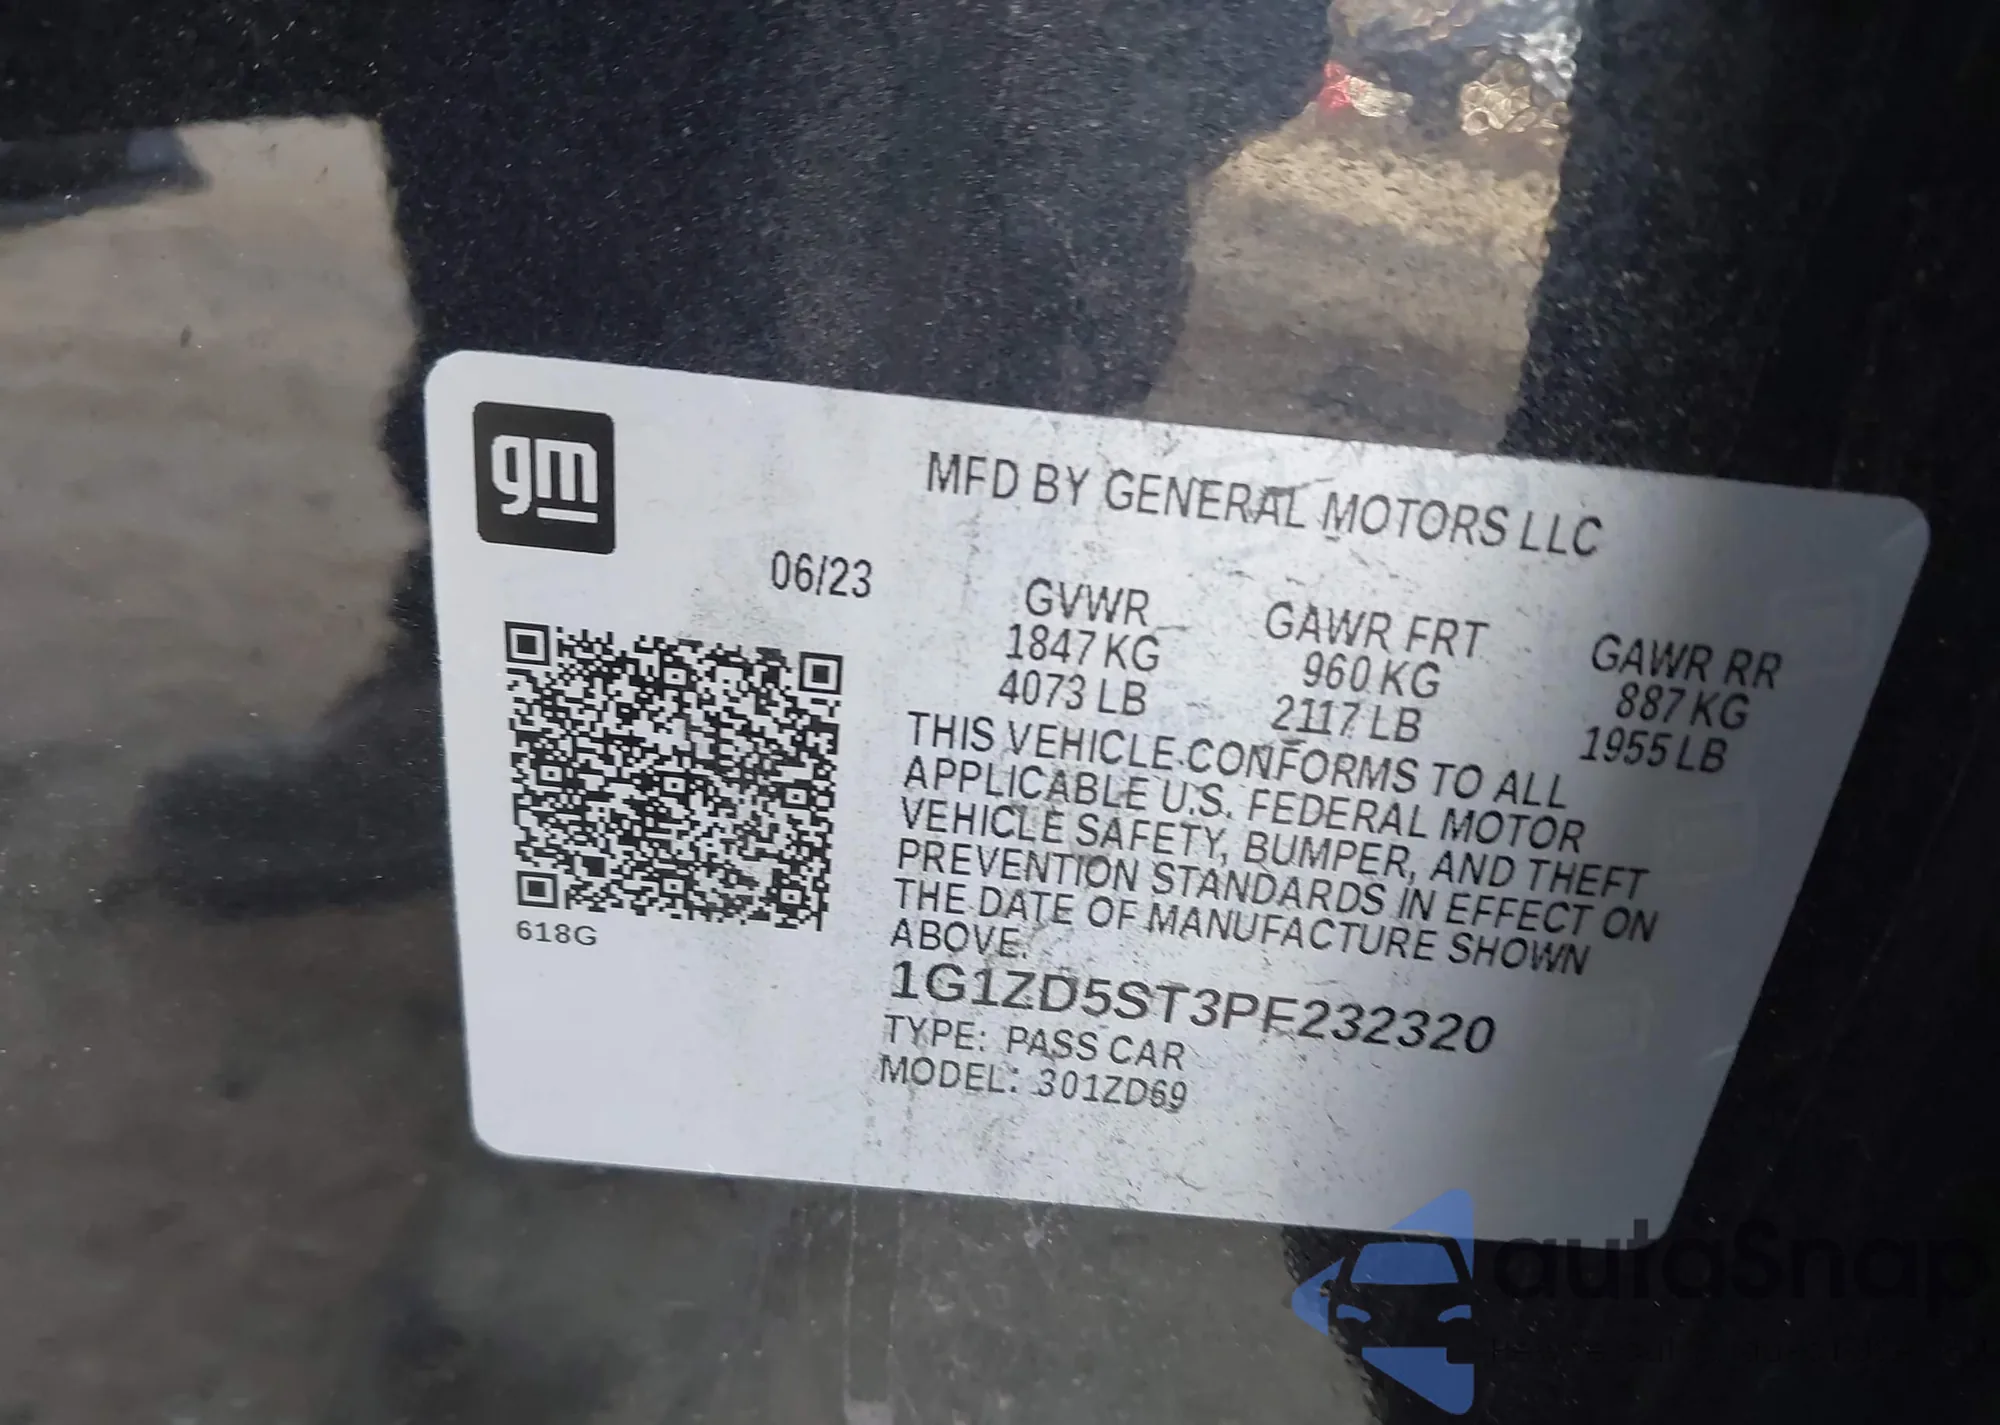 gm
MFD BY GENERAL MOTORS LLC
06/23
GVWR GAWR FRT GAWR RR
1847 KG 960 KG 887 KG
4073 LB 2117 LB 1955 LB
THIS VEHICLE CONFORMS TO ALL
APPLICABLE U.S. FEDERAL MOTOR
VEHICLE SAFETY, BUMPER, AND THEFT
PREVENTION STANDARDS IN EFFECT ON
THE DATE OF MANUFACTURE SHOWN
ABOVE.
618G
1G1ZD5ST3PF232320
TYPE: PASS CAR
MODEL: 301ZD69
autoSnap